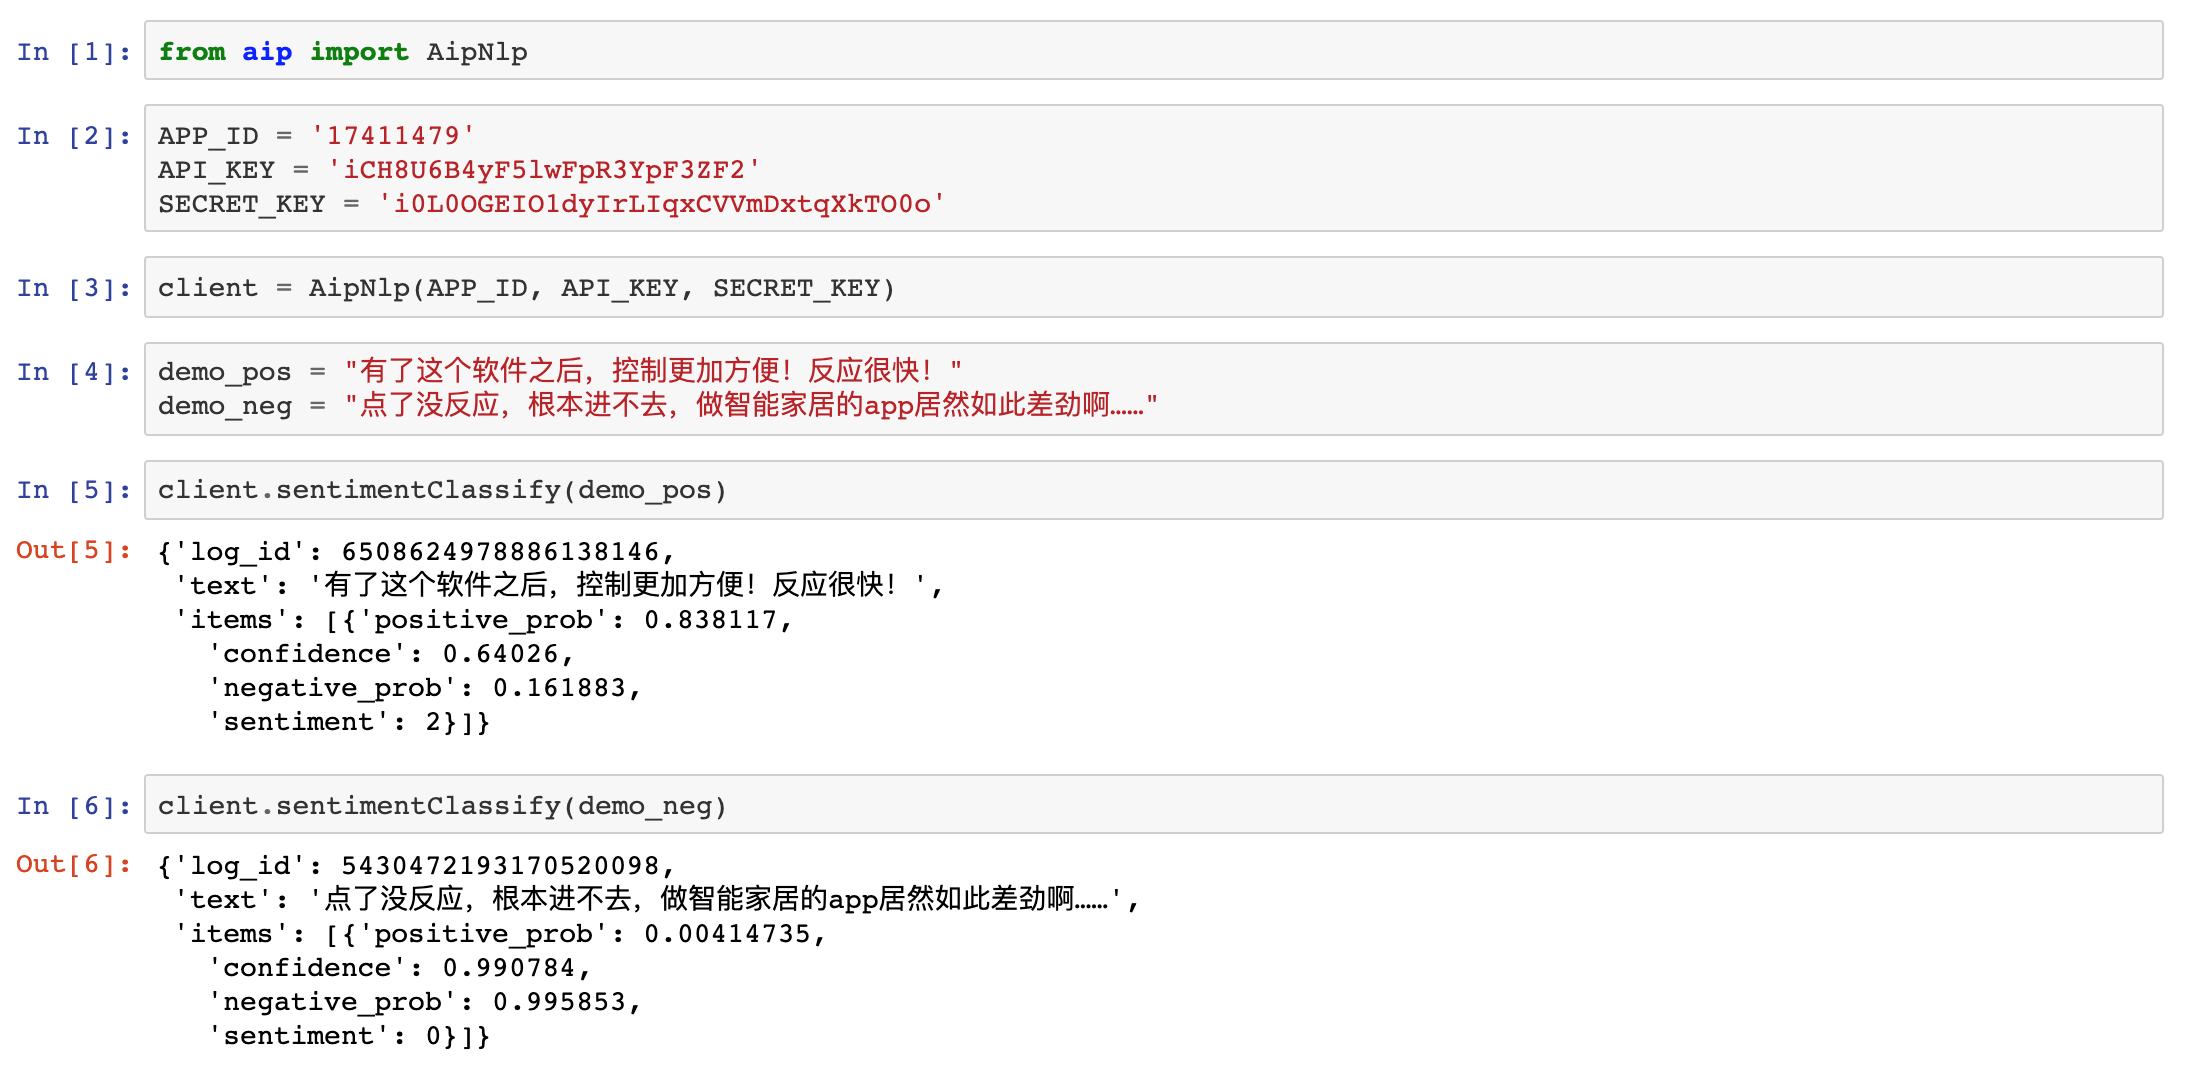 In [1]: from aip import AipNlp
In [2]: APP_ID = '17411479'
API_KEY = 'iCH8U6B4yF5lwFpR3YpF3ZF2'
SECRET_KEY = 'i0L0OGEIO1dyIrLIqxCVVmDxtqXkTO0o'
In [3]: client = AipNlp(APP_ID, API_KEY, SECRET_KEY)
In [4]: demo_pos = "有了这个软件之后，控制更加方便！反应很快！"
demo_neg = "点了没反应，根本进不去，做智能家居的app居然如此差劲啊……"
In [5]: client.sentimentClassify(demo_pos)
Out[5]: {'log_id': 6508624978886138146,
'text': '有了这个软件之后，控制更加方便！反应很快！',
'items': [{'positive_prob': 0.838117,
'confidence': 0.64026,
'negative_prob': 0.161883,
'sentiment': 2}]}
In [6]: client.sentimentClassify(demo_neg)
Out[6]: {'log_id': 5430472193170520098,
'text': '点了没反应，根本进不去，做智能家居的app居然如此差劲啊……',
'items': [{'positive_prob': 0.00414735,
'confidence': 0.990784,
'negative_prob': 0.995853,
'sentiment': 0}]}